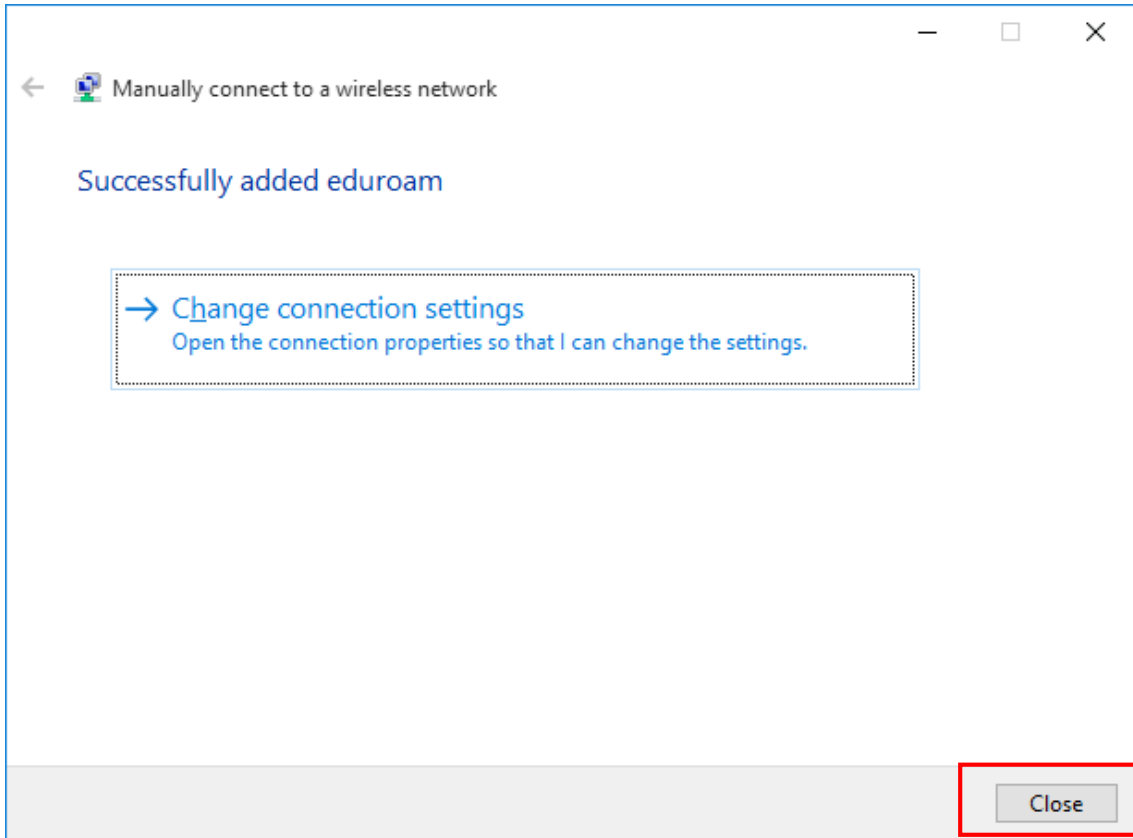 Manually connect to a wireless network
Successfully added eduroam
Change connection settings
Open the connection properties so that I can change the settings.
Close